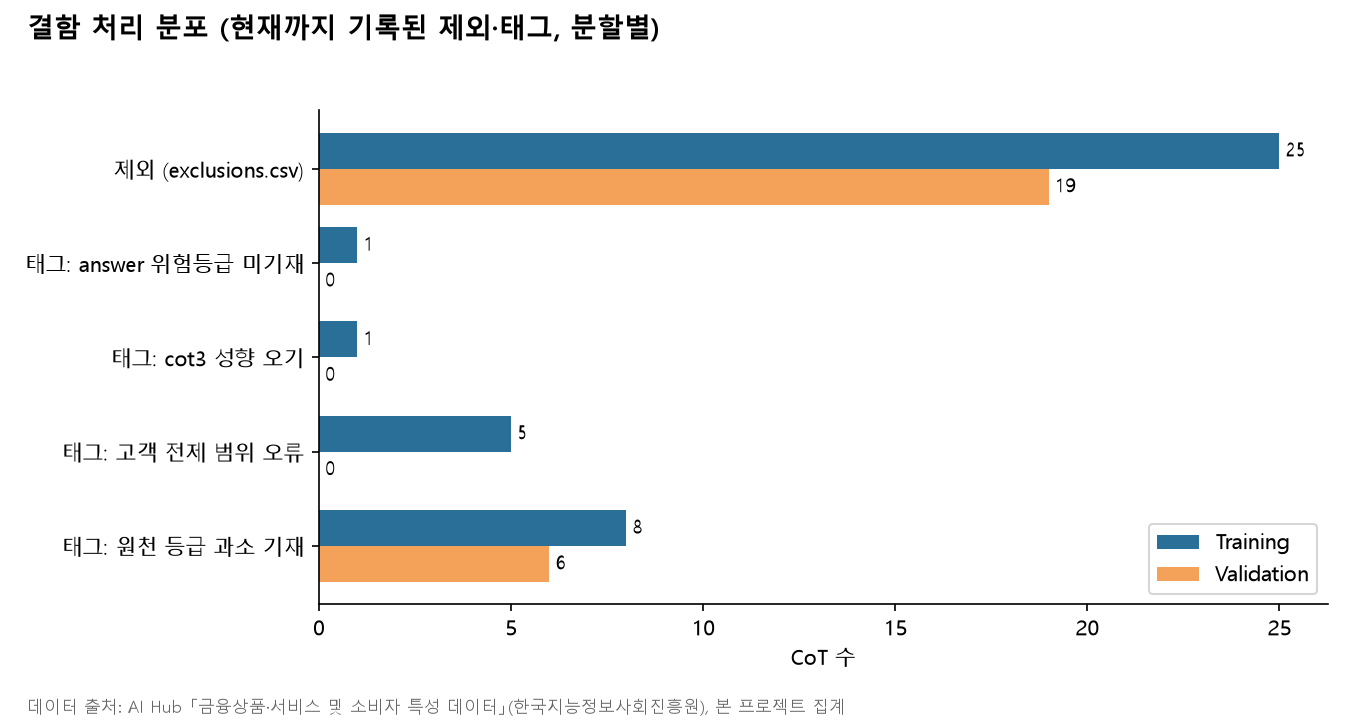 결함 처리 분포 (현재까지 기록된 제외·태그, 분할별)
제외 (exclusions.csv)
25
19
태그: answer 위험등급 미기재
1
0
태그: cot3 성향 오기
1
0
태그: 고객 전제 범위 오류
5
0
태그: 원천 등급 과소 기재
8
6
Training
Validation
0 5 10 15 20 25
CoT 수
데이터 출처: AI Hub 「금융상품·서비스 및 소비자 특성 데이터」(한국지능정보사회진흥원), 본 프로젝트 집계